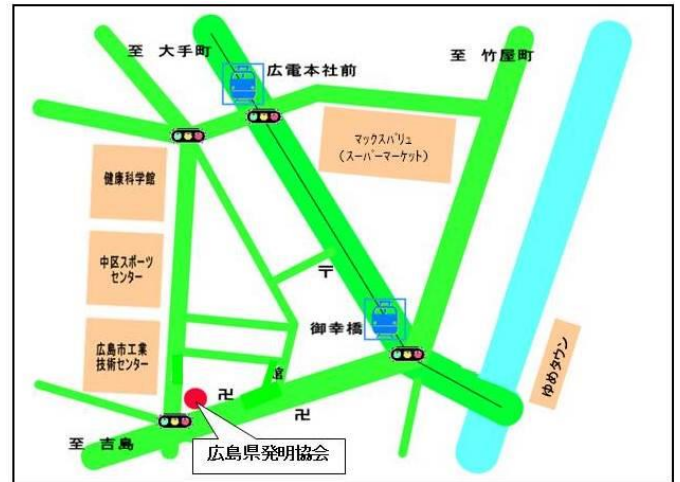 至 大手町
広電本社前
至 竹屋町
マックスバリュ
(スーパーマーケット)
健康科学館
中区スポーツ
センター
〒
御幸橋
広島市工業
技術センター
ゆめタウン
卍
卍
至 吉島
広島県発明協会